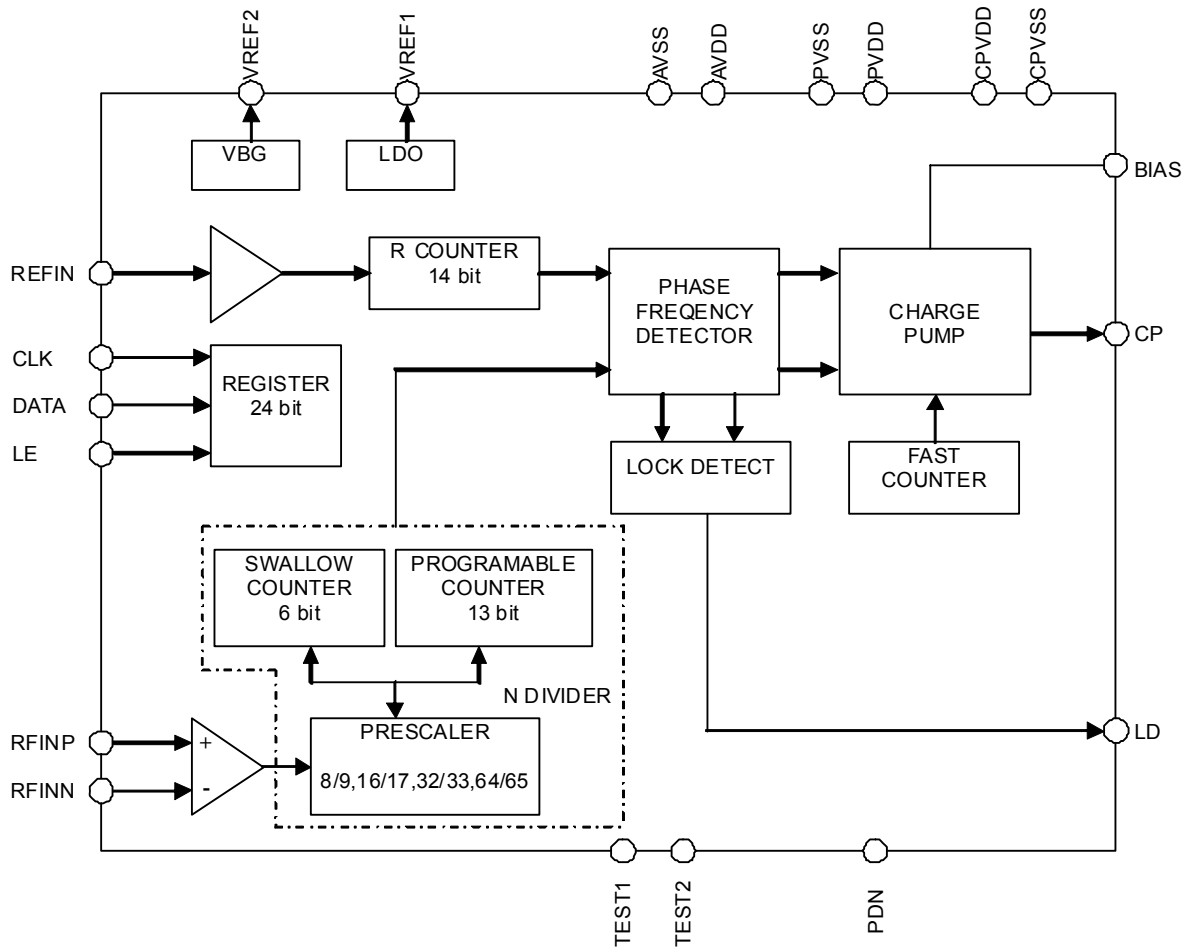 VREF2
VREF1
AVSS
AVDD
PVSS
PVDD
CPVDD
CPVSS
VBG
LDO
BIAS
REFIN
R COUNTER
14 bit
PHASE
FREQENCY
DETECTOR
CHARGE
PUMP
CP
CLK
DATA
LE
REGISTER
24 bit
LOCK DETECT
FAST
COUNTER
SWALLOW
COUNTER
6 bit
PROGRAMABLE
COUNTER
13 bit
N DIVIDER
RFINP
RFINN
+
-
PRESCALER
8/9,16/17,32/33,64/65
LD
TEST1
TEST2
PDN